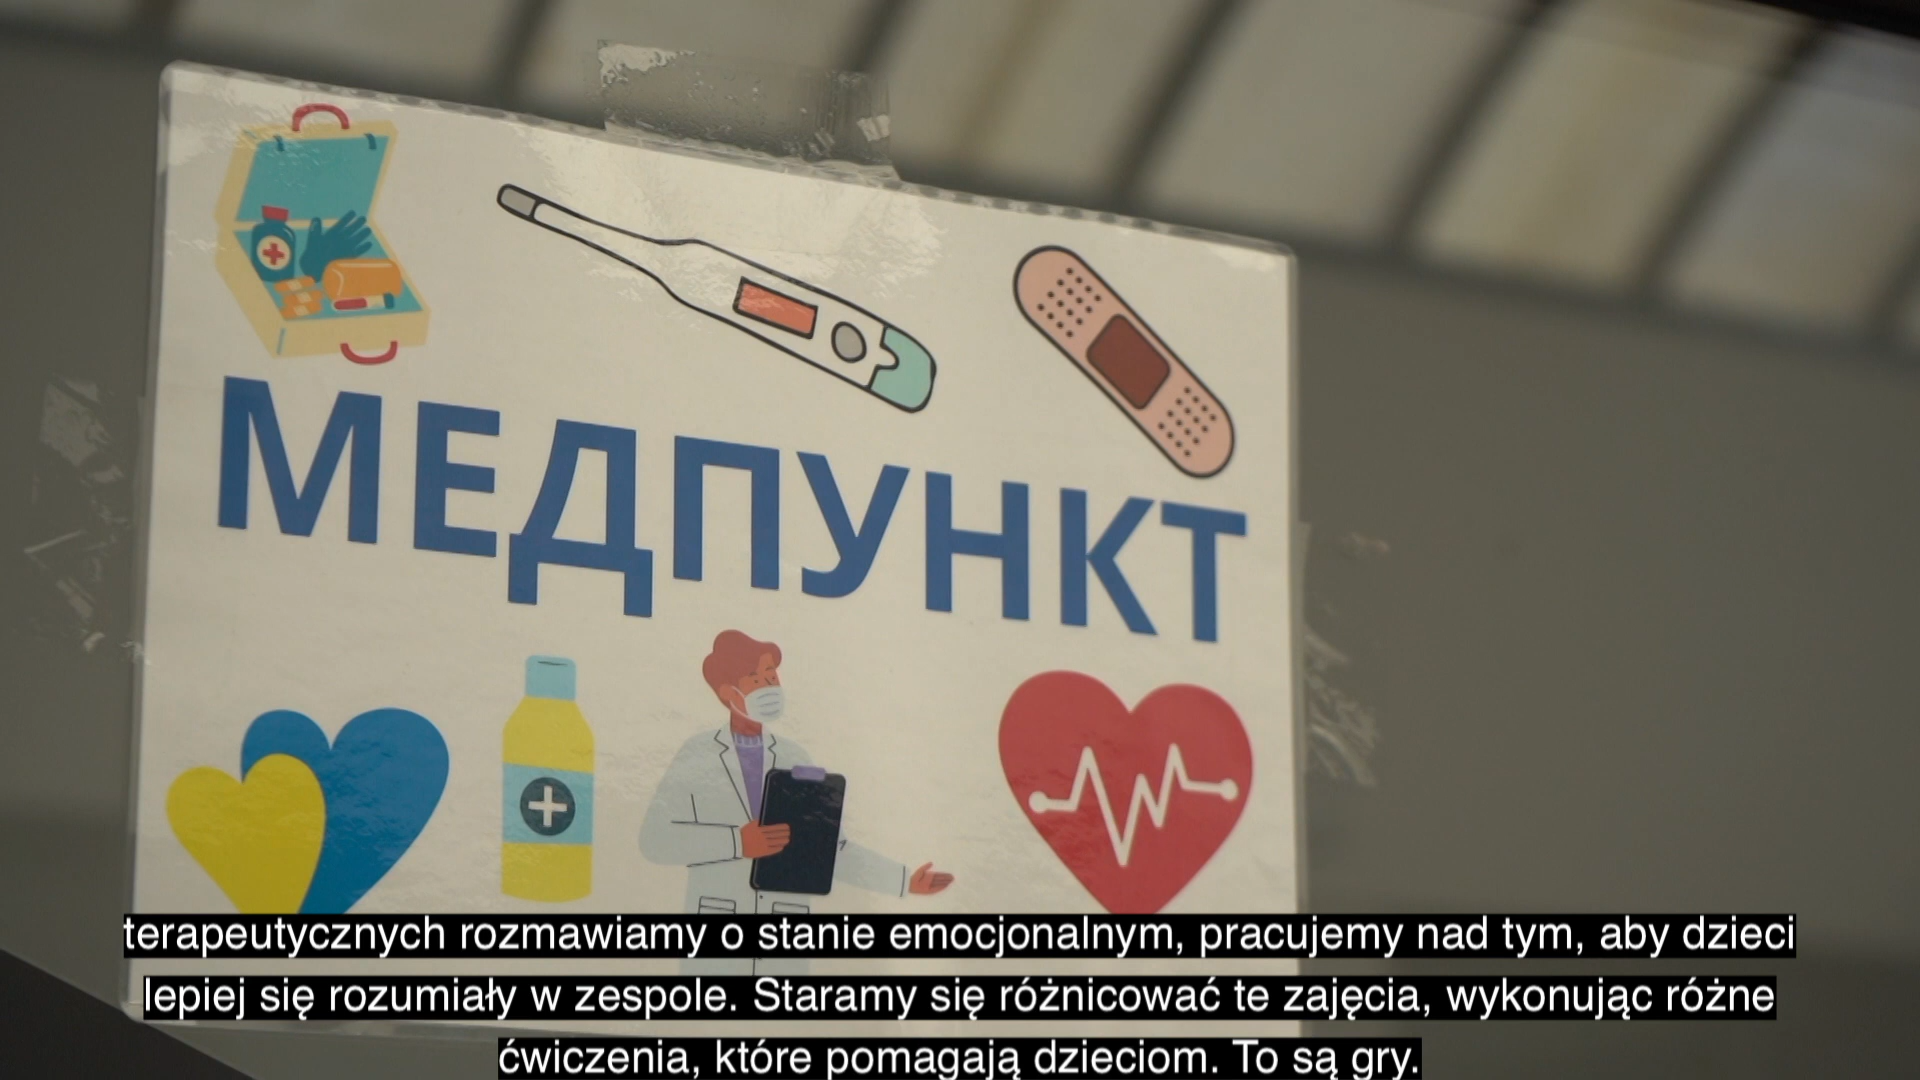 МЕДПУНКТ
terapeutycznych rozmawiamy o stanie emocjonalnym, pracujemy nad tym, aby dzieci
lepiej się rozumiały w zespole. Staramy się różnicować te zajęcia, wykonując różne
ćwiczenia, które pomagają dzieciom. To są gry.